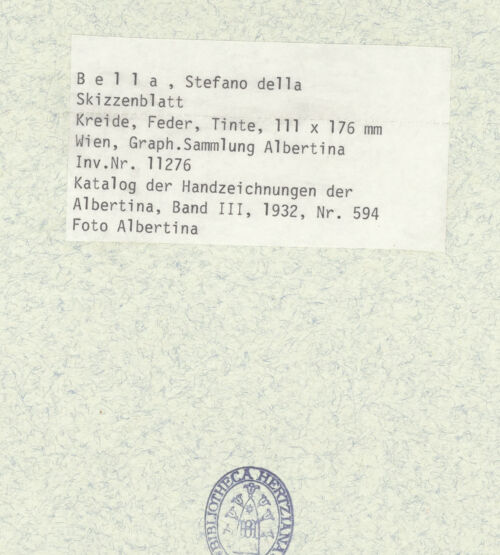 B e l l a , Stefano della
Skizzenblatt
Kreide, Feder, Tinte, 111 x 176 mm
Wien, Graph.Sammlung Albertina
Inv.Nr. 11276
Katalog der Handzeichnungen der
Albertina, Band III, 1932, Nr. 594
Foto Albertina
BIBLIOTHECA HERTZIANA